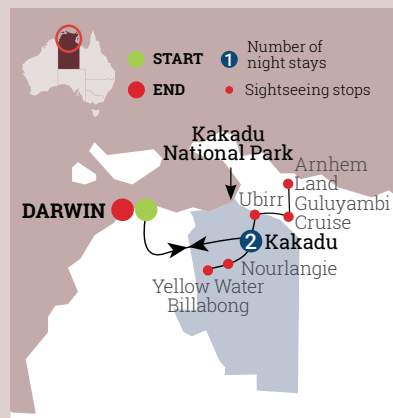 START
END
1
Number of
night stays
Sightseeing stops
Kakadu
National Park
Arnhem
Land
Ubirr
Guluyambi
Cruise
DARWIN
2
Kakadu
Nourlangie
Yellow Water
Billabong